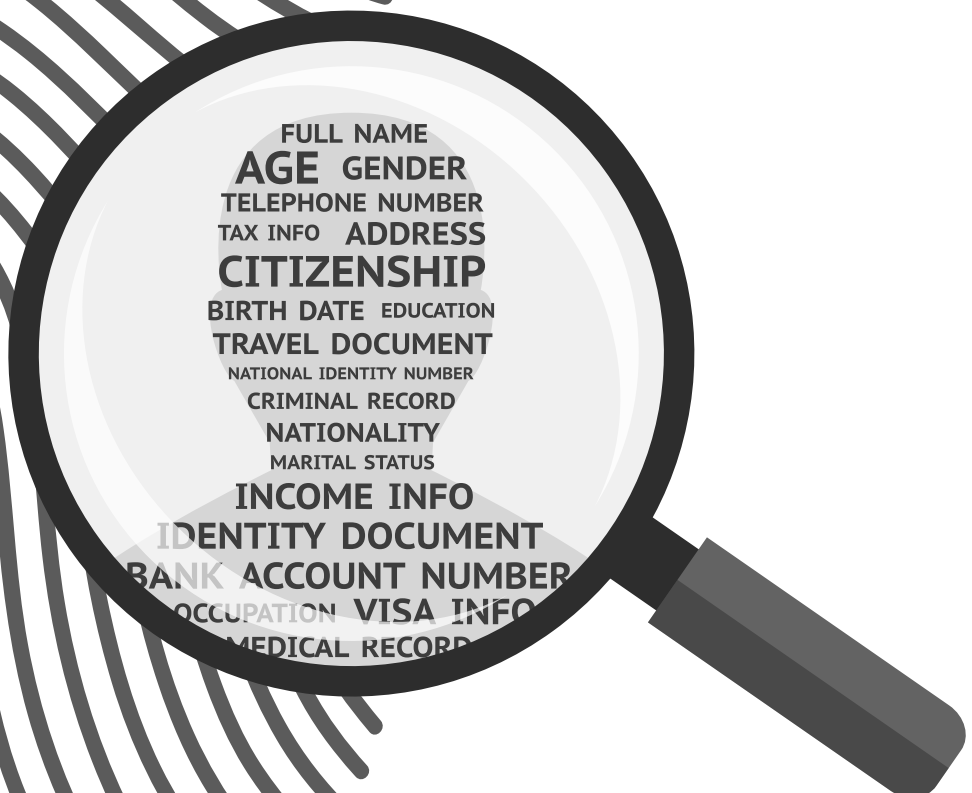 FULL NAME
AGE GENDER
TELEPHONE NUMBER
TAX INFO ADDRESS
CITIZENSHIP
BIRTH DATE EDUCATION
TRAVEL DOCUMENT
NATIONAL IDENTITY NUMBER
CRIMINAL RECORD
NATIONALITY
MARITAL STATUS
INCOME INFO
IDENTITY DOCUMENT
BANK ACCOUNT NUMBER
OCCUPATION VISA INFO
MEDICAL RECORD